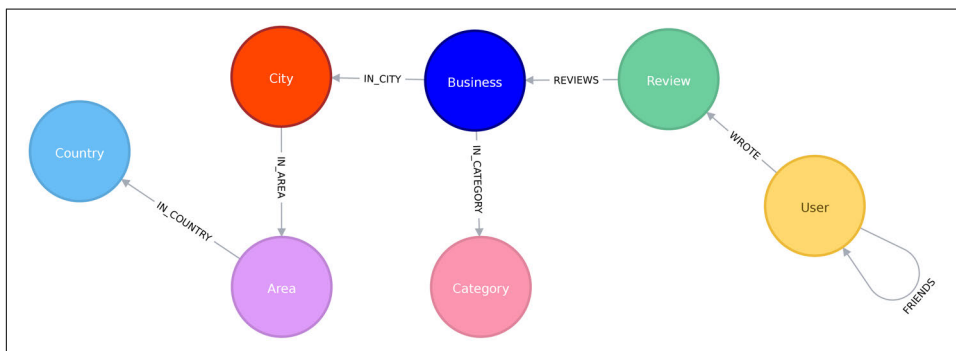 City
IN_CITY
Business
REVIEWS
Review
Country
IN_AREA
IN_CATEGORY
WROTE
User
IN_COUNTRY
Area
Category
FRIENDS